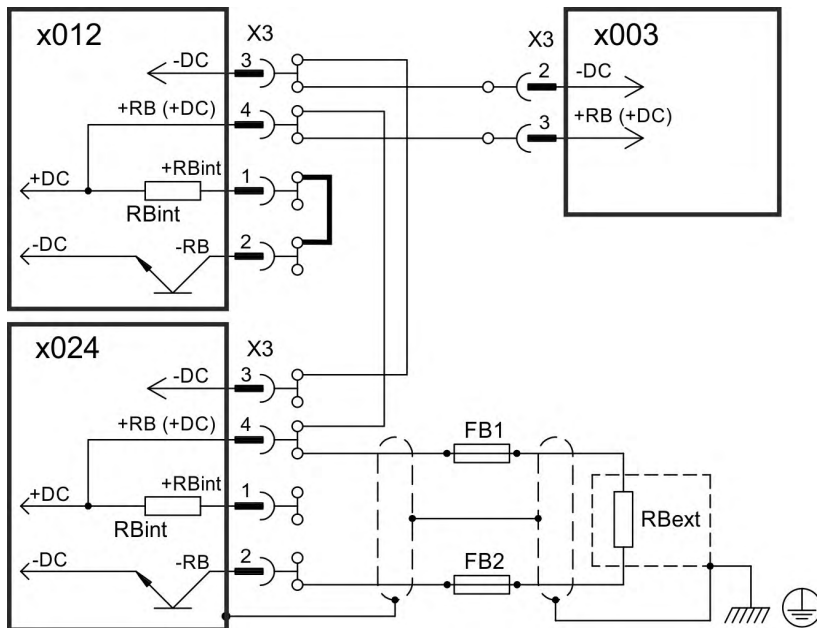 x012
X3
-DC
3
+RB (+DC)
4
+DC
+RBint
1
RBint
-DC
-RB
2
X3
x003
2
-DC
3
+RB (+DC)
x024
X3
-DC
3
+RB (+DC)
4
+DC
+RBint
1
RBint
-DC
-RB
2
FB1
FB2
RBext